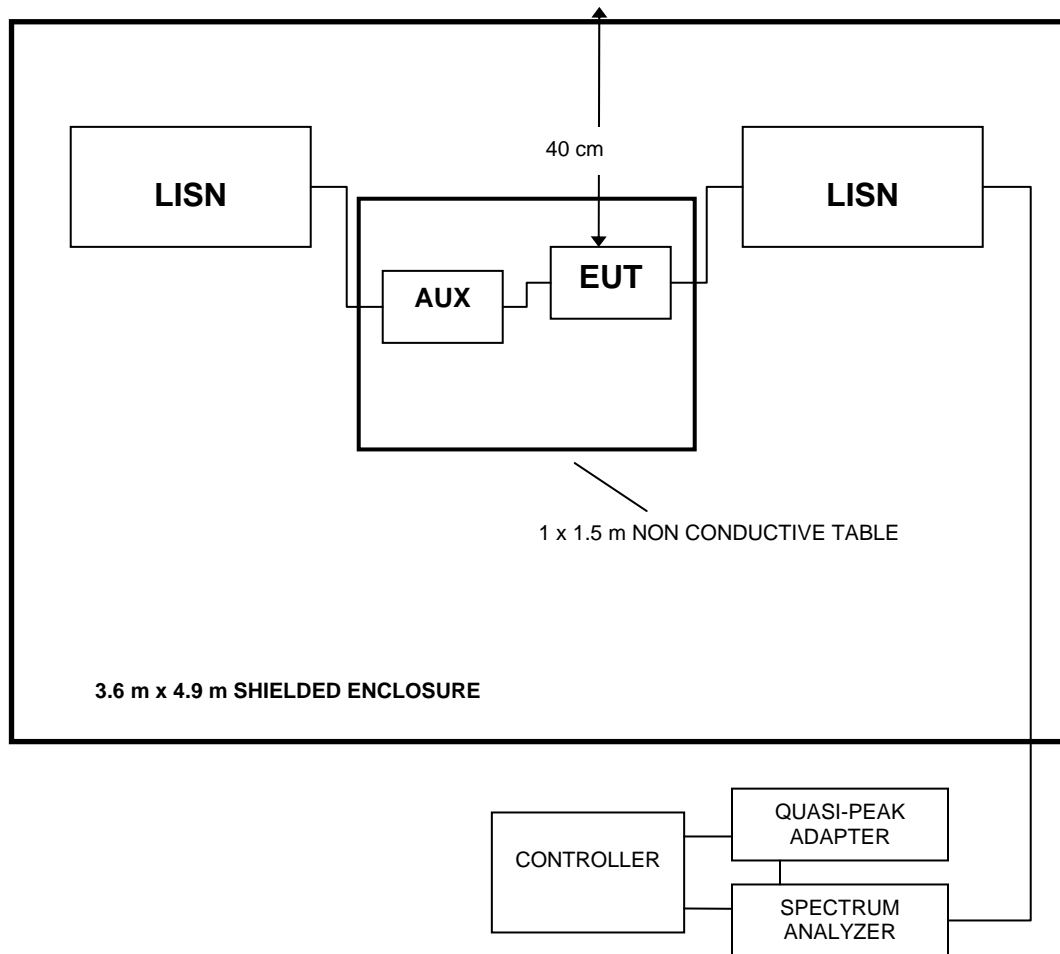 40 cm
LISN
LISN
AUX
EUT
1 x 1.5 m NON CONDUCTIVE TABLE
3.6 m x 4.9 m SHIELDED ENCLOSURE
CONTROLLER
QUASI-PEAK
ADAPTER
SPECTRUM
ANALYZER